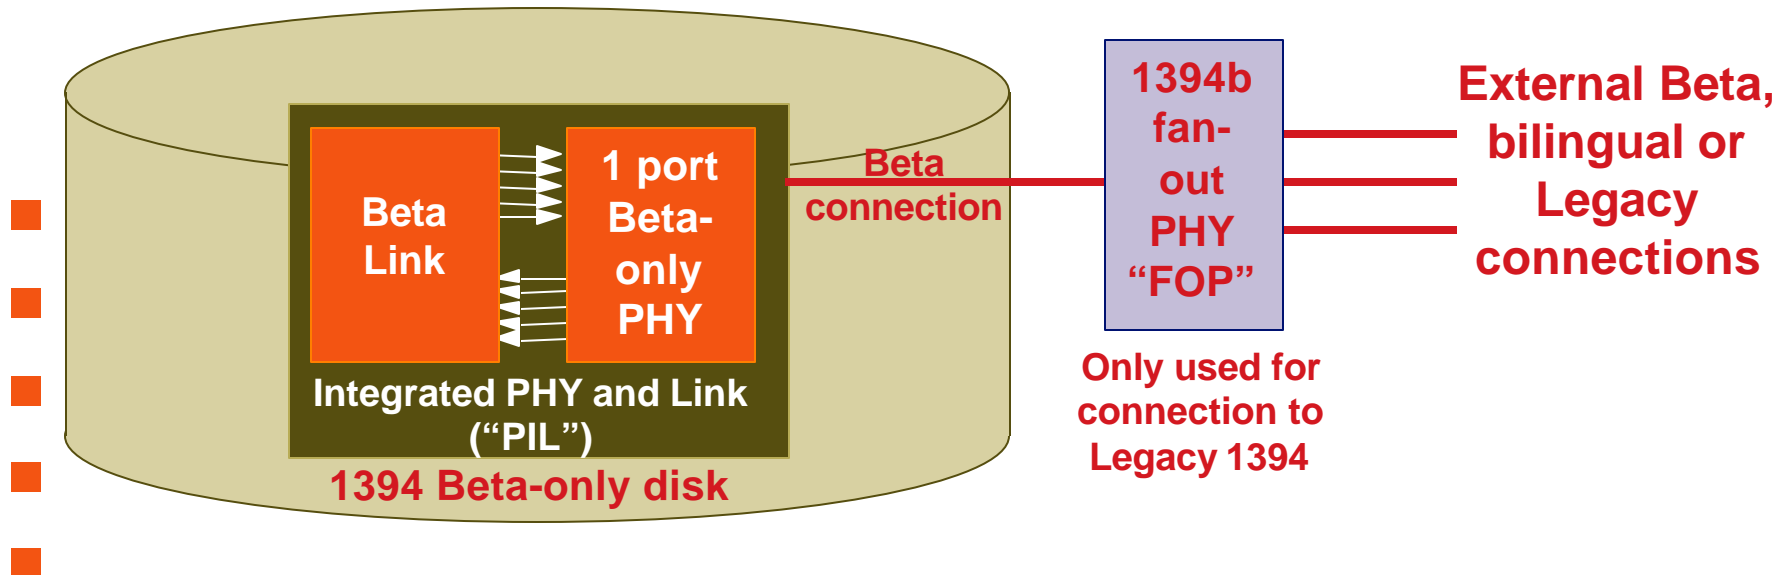 Beta
Link
1 port
Beta-
only
PHY
Integrated PHY and Link
(“PIL”)
1394 Beta-only disk
Beta
connection
1394b
fan-
out
PHY
“FOP”
Only used for
connection to
Legacy 1394
External Beta,
bilingual or
Legacy
connections